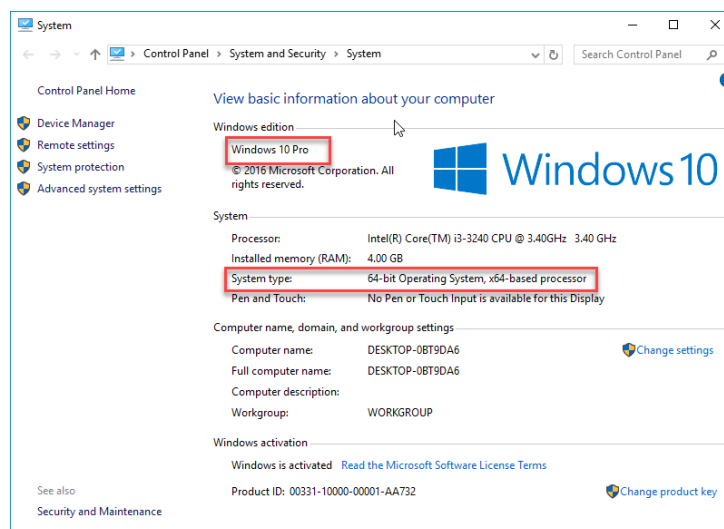 System
Control Panel > System and Security > System
Search Control Panel
Control Panel Home
Device Manager
Remote settings
System protection
Advanced system settings
View basic information about your computer
Windows edition
Windows 10 Pro
© 2016 Microsoft Corporation. All
rights reserved.
Windows 10
System
Processor: Intel(R) Core(TM) i3-3240 CPU @ 3.40GHz 3.40 GHz
Installed memory (RAM): 4.00 GB
System type: 64-bit Operating System, x64-based processor
Pen and Touch: No Pen or Touch Input is available for this Display
Computer name, domain, and workgroup settings
Computer name: DESKTOP-0BT9DA6
Change settings
Full computer name: DESKTOP-0BT9DA6
Computer description:
Workgroup: WORKGROUP
Windows activation
Windows is activated Read the Microsoft Software License Terms
Product ID: 00331-10000-00001-AA732
Change product key
See also
Security and Maintenance